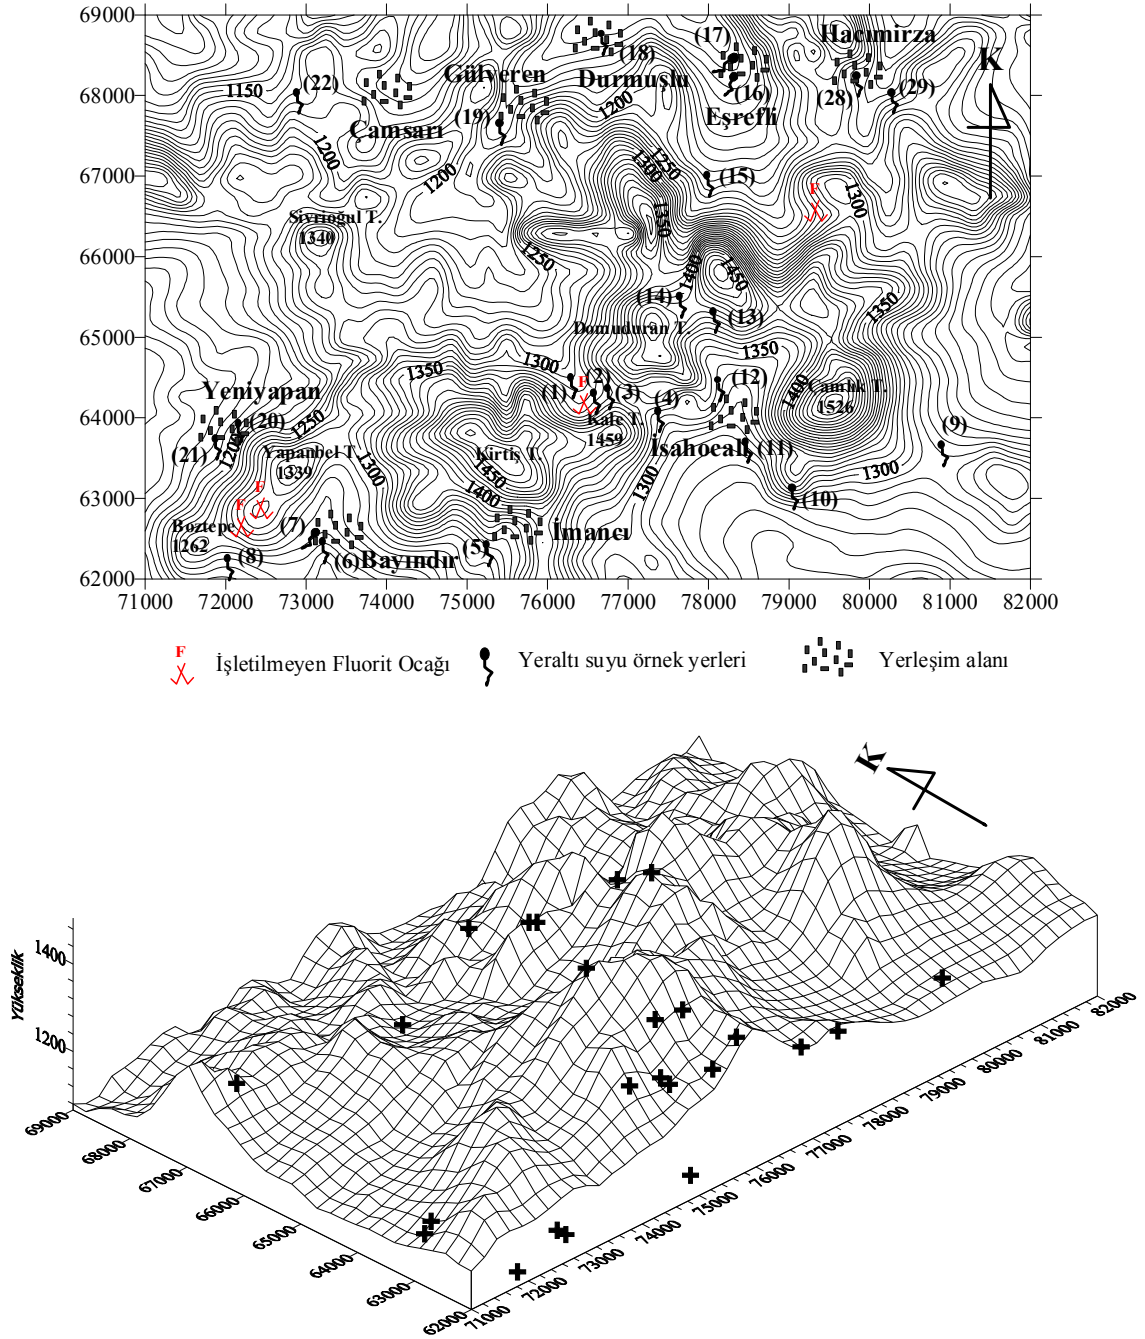 69000
68000
67000
66000
65000
64000
63000
62000
71000 72000 73000 74000 75000 76000 77000 78000 79000 80000 81000 82000
(17) Hacımirza
(18)
Durmuşlu
K
Gülveren
(22)
1150
1200
(16)
(28) (29)
Eşrefli
(19)
Çamsarı
1200
1200
1300
1250
(15)
F
1300
Sivrioğul T.
1340
1350
1250
1400
1450
(14)
(13)
1350
Domuduran T.
1350
1350
1300
F
(2)
(1)
(3)
(4)
(12)
1400
Çamlık T.
1526
Yeniyapan
1250
(20)
1200
(21)
Kale T.
1459
İsahocalı
(11)
(9)
Yapanbel T.
1339
1300
Kirtiş T.
1450
1400
1300
1300
(10)
F
F
Boztepe
1262
(7)
(8)
(6)
Bayındır
(5)
İmancı
F
İşletilmeyen Fluorit Ocağı
Yeraltı suyu örnek yerleri
Yerleşim alanı
K
Yükseklik
1400
1200
69000
68000
67000
66000
65000
64000
63000
62000
71000
72000
73000
74000
75000
76000
77000
78000
79000
80000
81000
82000